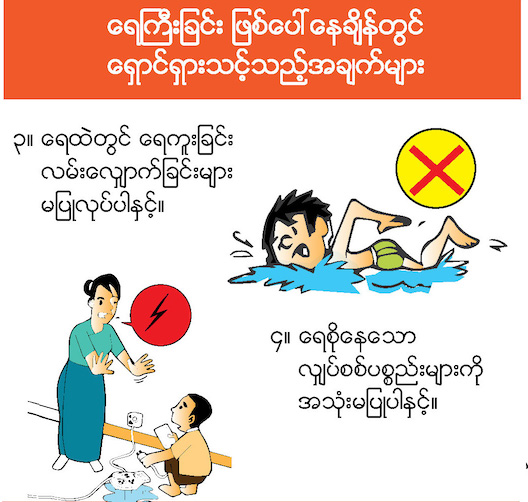 ရေကြီးခြင်း ဖြစ်ပေါ်နေချိန်တွင်
ရှောင်ရှားသင့်သည့်အချက်များ
၃။ ရေထဲတွင် ရေကူးခြင်း
လမ်းလျှောက်ခြင်းများ
မပြုလုပ်ပါနှင့်။
၄။ ရေစိုနေသော
လျှပ်စစ်ပစ္စည်းများကို
အသုံးမပြုပါနှင့်။